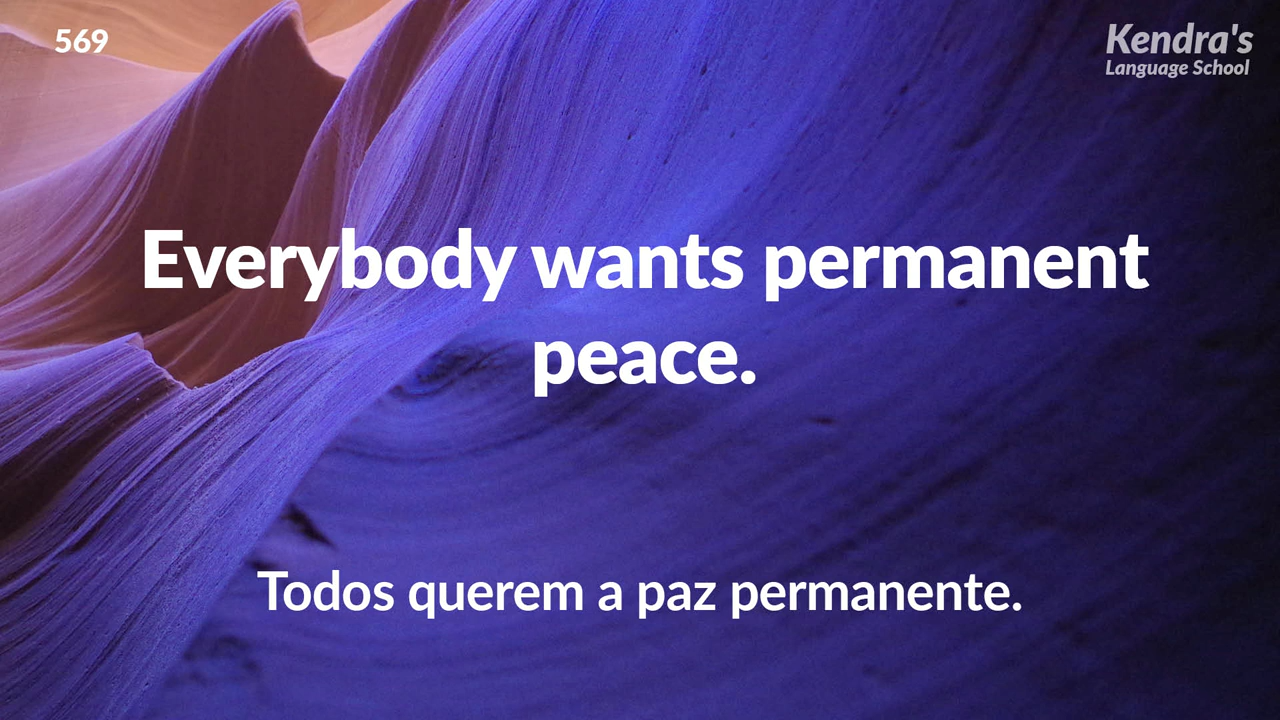 569
Kendra's
Language School
Everybody wants permanent
peace.
Todos querem a paz permanente.